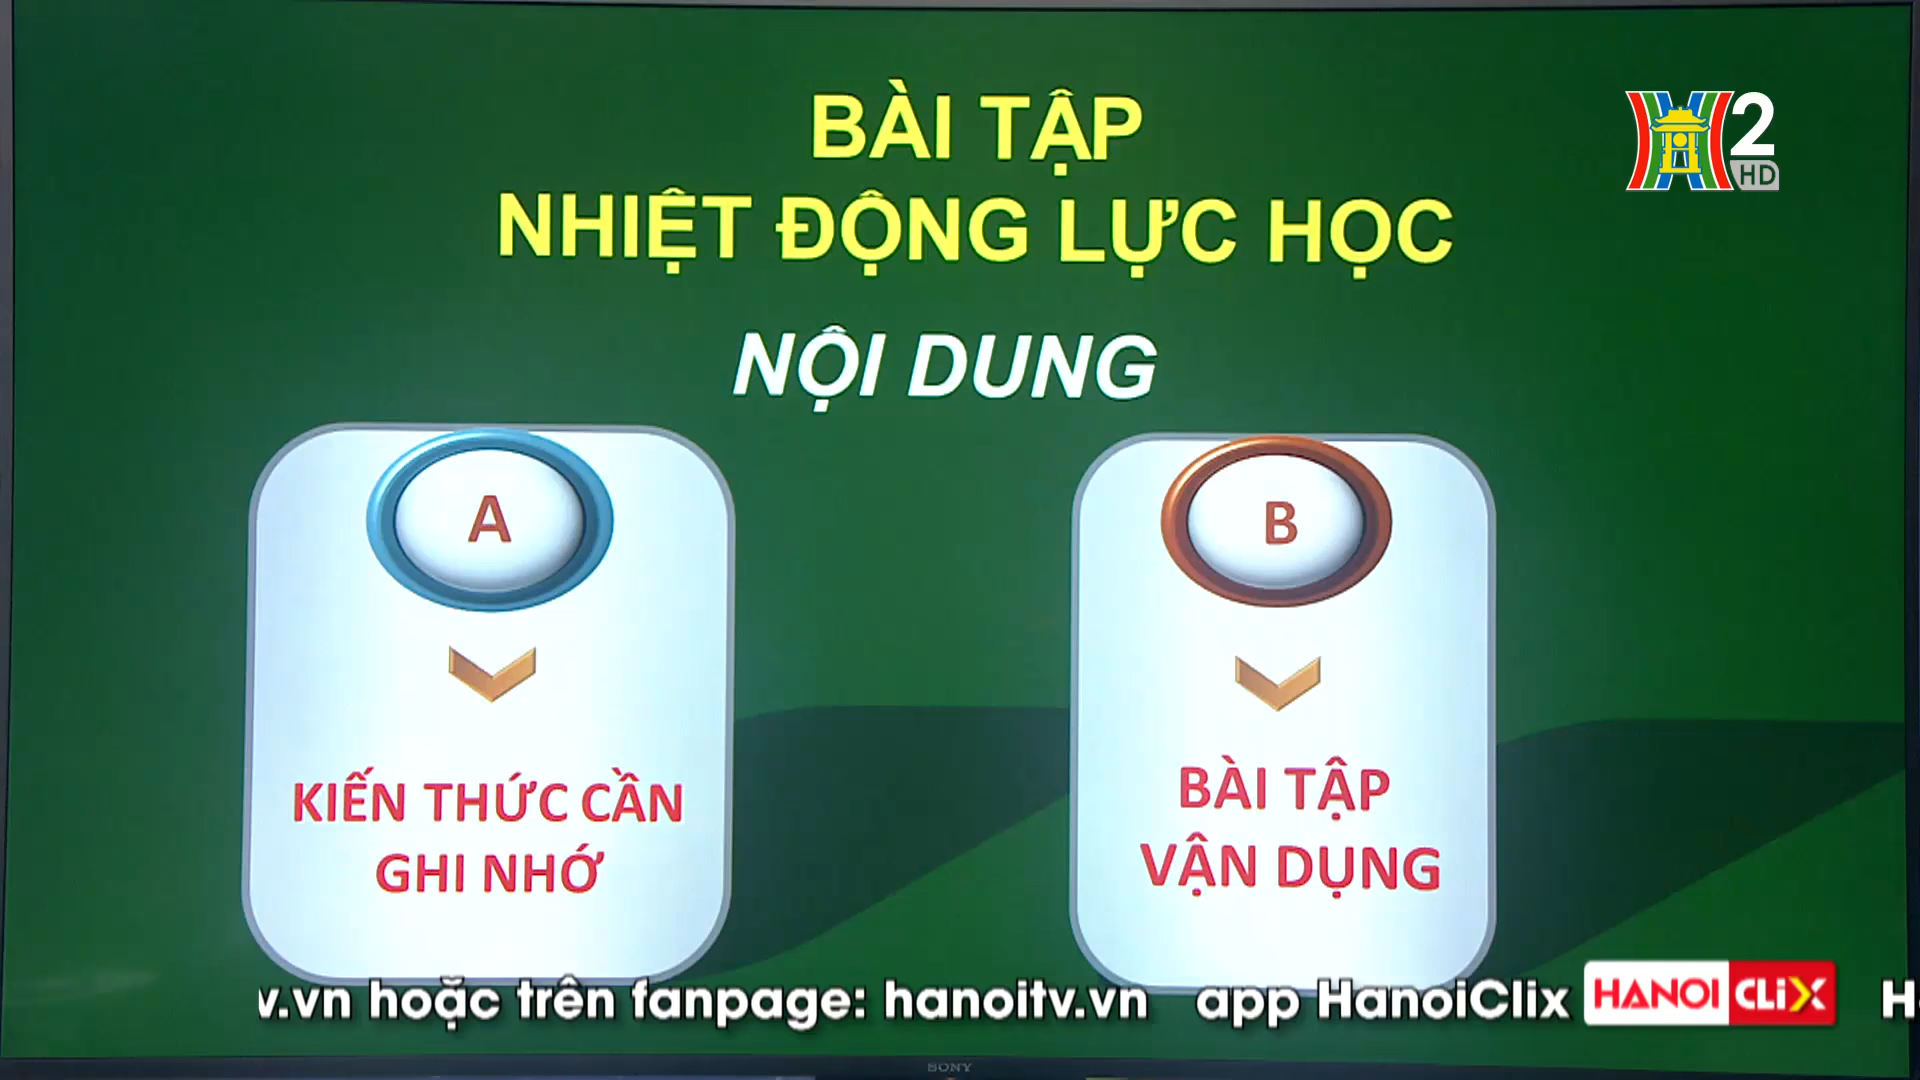 BÀI TẬP
NHIỆT ĐỘNG LỰC HỌC
2
HD
NỘI DUNG
A
B
KIẾN THỨC CẦN
GHI NHỚ
BÀI TẬP
VẬN DỤNG
v.vn hoặc trên fanpage: hanoitv.vn app HanoiClix HANOI CLiX H
SONY